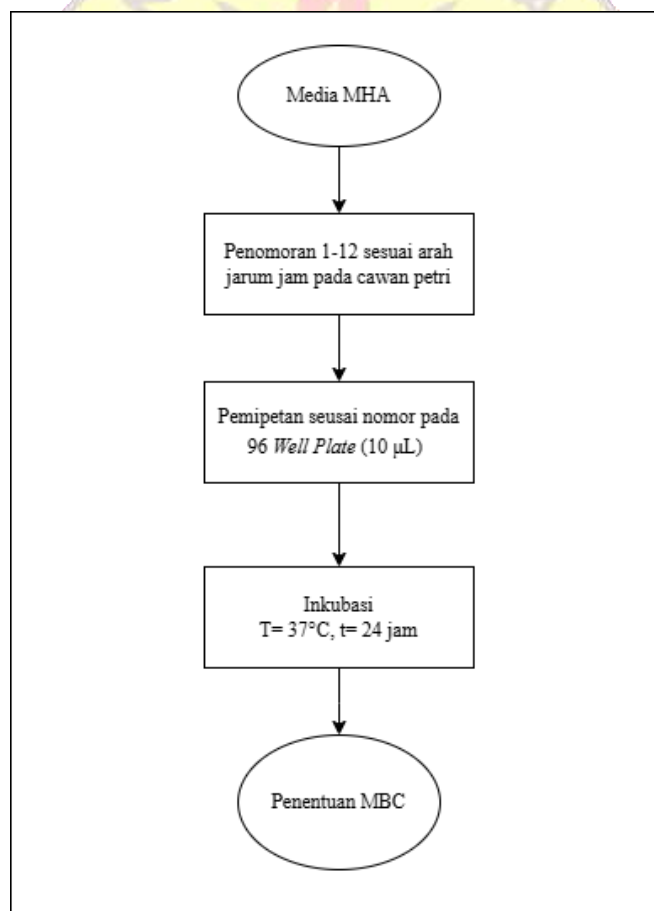 Media MHA
Penomoran 1-12 sesuai arah
jarum jam pada cawan petri
Pemipetan seusai nomor pada
96 Well Plate (10 μL)
Inkubasi
T= 37°C, t= 24 jam
Penentuan MBC